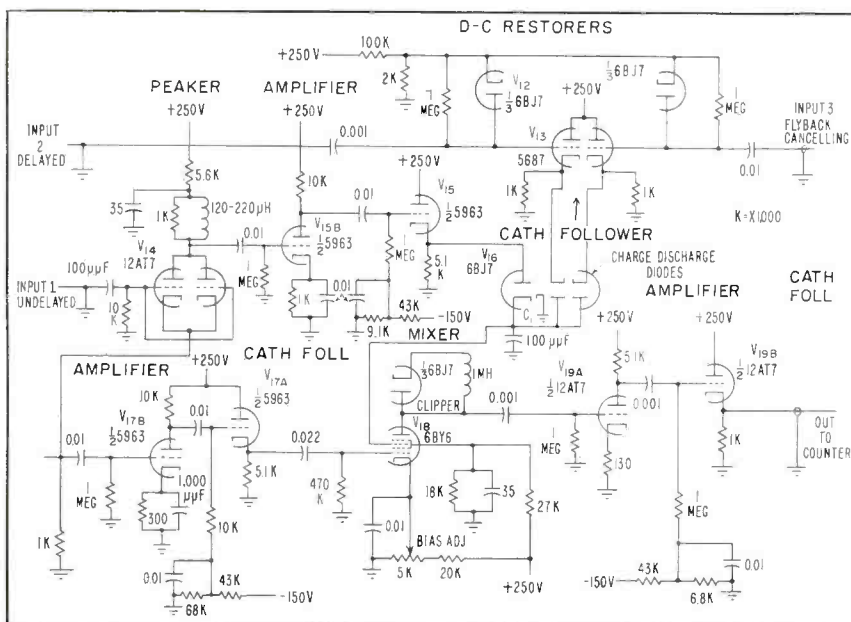 D-C RESTORERS
+250V
100K
PEAKER
AMPLIFIER
2K
1 MEG
V12
1/3 6BJ7
1/3 6BJ7
1 MEG
+250V
+250V
INPUT 2 DELAYED
0.001
V13
5687
INPUT 3 FLYBACK CANCELLING
0.01
5.6K
10K
+250V
35
1K
120-220μH
0.01
V15
1/2 5963
1K
1K
K=X1,000
V14
12AT7
0.01
V15B
1/2 5963
V16
6BJ7
CATH FOLLOWER
CHARGE DISCHARGE DIODES
100μμF
INPUT 1 UNDELAYED
10 K
1 MEG
1K
0.01
1 MEG
5.1 K
C1
100μμF
AMPLIFIER
CATH FOLL
43K
-150V
9.1K
MIXER
+250V
+250V
AMPLIFIER
+250V
CATH FOLL
V17A
1/2 5963
1/3 6BJ7
1MH
CLIPPER
V19A
1/2 12AT7
5.1K
V19B
1/2 12AT7
10K
0.01
0.001
0.001
0.01
V17B
1/2 5963
0.022
V18
6BY6
OUT TO COUNTER
1 MEG
1,000 μμF
5.1K
470 K
18K
35
27K
1 MEG
130
1K
300
10K
1 MEG
1K
0.01
BIAS ADJ
0.01
43K
-150V
68K
5K
20K
+250V
-150V
43K
6.8K
0.01